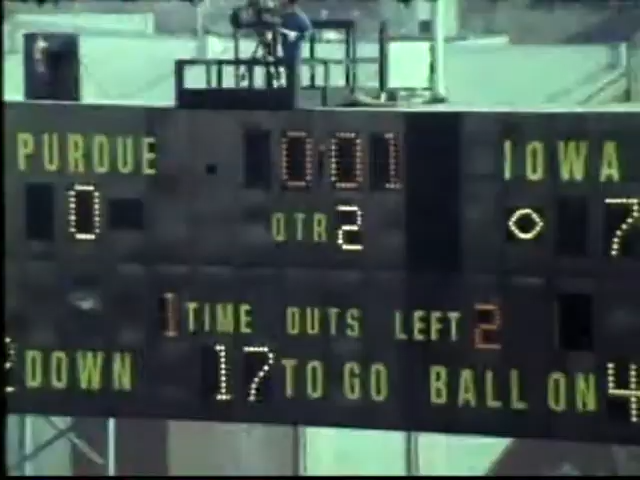 PURDUE 0:01 IOWA
0 QTR 2 7
1 TIME OUTS LEFT 2
DOWN 17 TO GO BALL ON 4